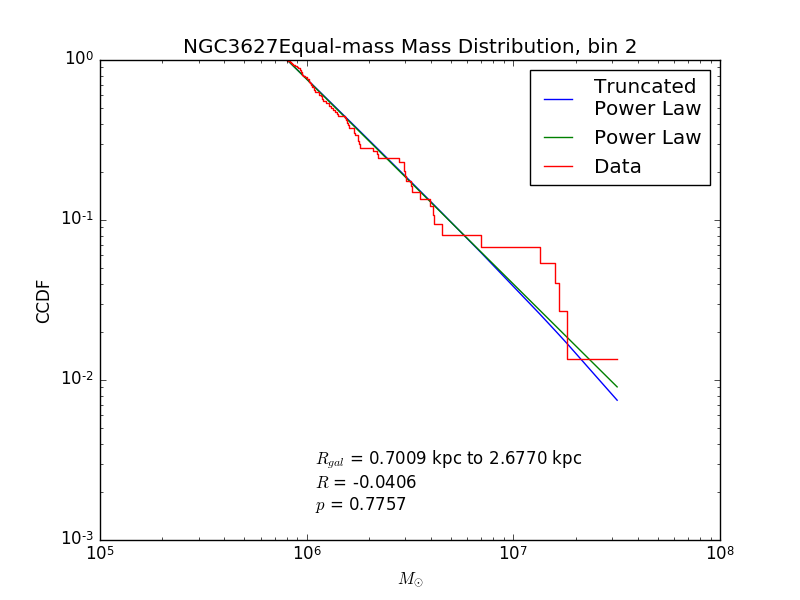 NGC3627Equal-mass Mass Distribution, bin 2
10^0
10^-1
10^-2
10^-3
CCDF
Truncated
Power Law
Power Law
Data
R_gal = 0.7009 kpc to 2.6770 kpc
R = -0.0406
p = 0.7757
10^5 10^6 10^7 10^8
M_⊙